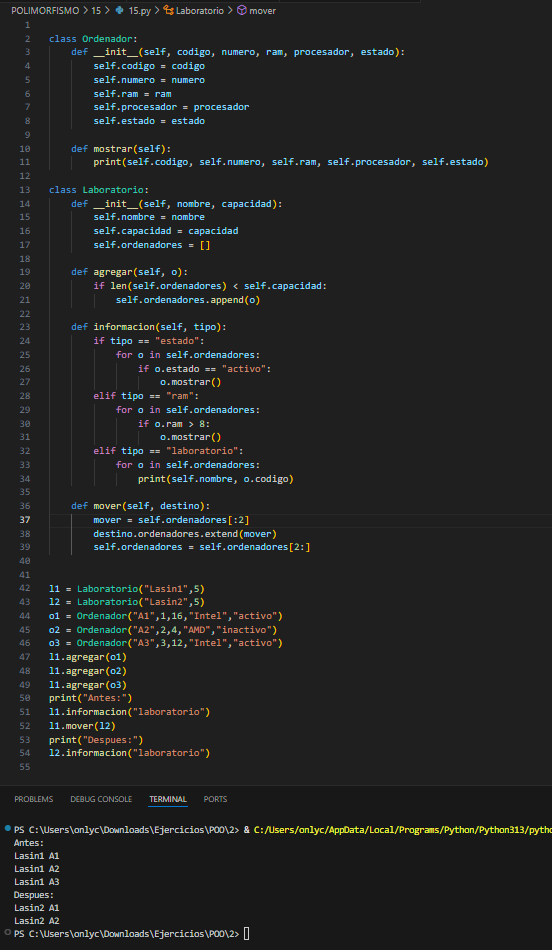 POLIMORFISMO > 15 > 15.py > Laboratorio > mover
1
2 class Ordenador:
3     def __init__(self, codigo, numero, ram, procesador, estado):
4         self.codigo = codigo
5         self.numero = numero
6         self.ram = ram
7         self.procesador = procesador
8         self.estado = estado
9
10     def mostrar(self):
11         print(self.codigo, self.numero, self.ram, self.procesador, self.estado)
12
13 class Laboratorio:
14     def __init__(self, nombre, capacidad):
15         self.nombre = nombre
16         self.capacidad = capacidad
17         self.ordenadores = []
18
19     def agregar(self, o):
20         if len(self.ordenadores) < self.capacidad:
21             self.ordenadores.append(o)
22
23     def informacion(self, tipo):
24         if tipo == "estado":
25             for o in self.ordenadores:
26                 if o.estado == "activo":
27                     o.mostrar()
28         elif tipo == "ram":
29             for o in self.ordenadores:
30                 if o.ram > 8:
31                     o.mostrar()
32         elif tipo == "laboratorio":
33             for o in self.ordenadores:
34                 print(self.nombre, o.codigo)
35
36     def mover(self, destino):
37         mover = self.ordenadores[:2]
38         destino.ordenadores.extend(mover)
39         self.ordenadores = self.ordenadores[2:]
40
41
42 l1 = Laboratorio("Lasin1",5)
43 l2 = Laboratorio("Lasin2",5)
44 o1 = Ordenador("A1",1,16,"Intel","activo")
45 o2 = Ordenador("A2",2,4,"AMD","inactivo")
46 o3 = Ordenador("A3",3,12,"Intel","activo")
47 l1.agregar(o1)
48 l1.agregar(o2)
49 l1.agregar(o3)
50 print("Antes:")
51 l1.informacion("laboratorio")
52 l1.mover(l2)
53 print("Despues:")
54 l2.informacion("laboratorio")
55
PROBLEMS DEBUG CONSOLE TERMINAL PORTS
PS C:\Users\onlyc\Downloads\Ejercicios\POO\2> & C:/Users/onlyc/AppData/Local/Programs/Python/Python313/pytho
Antes:
Lasin1 A1
Lasin1 A2
Lasin1 A3
Despues:
Lasin2 A1
Lasin2 A2
PS C:\Users\onlyc\Downloads\Ejercicios\POO\2>